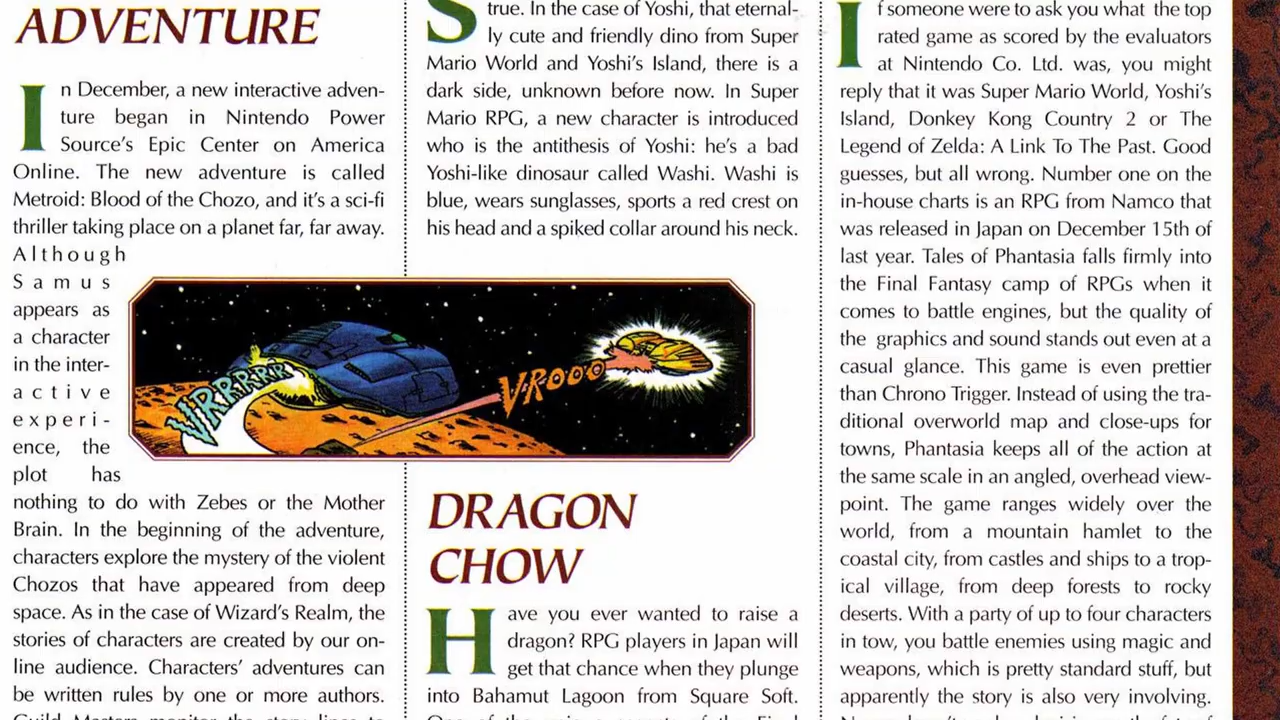 ADVENTURE
In December, a new interactive adven-
ture began in Nintendo Power
Source's Epic Center on America
Online. The new adventure is called
Metroid: Blood of the Chozo, and it's a sci-fi
thriller taking place on a planet far, far away.
Although
Samus
appears as
a character
in the inter-
active
experi-
ence, the
plot has
nothing to do with Zebes or the Mother
Brain. In the beginning of the adventure,
characters explore the mystery of the violent
Chozos that have appeared from deep
space. As in the case of Wizard's Realm, the
stories of characters are created by our on-
line audience. Characters' adventures can
be written rules by one or more authors.
Guild Masters monitor the story lines to
S
true. In the case of Yoshi, that eternal-
ly cute and friendly dino from Super
Mario World and Yoshi's Island, there is a
dark side, unknown before now. In Super
Mario RPG, a new character is introduced
who is the antithesis of Yoshi: he's a bad
Yoshi-like dinosaur called Washi. Washi is
blue, wears sunglasses, sports a red crest on
his head and a spiked collar around his neck.
VRRRRRR
VROOOO
DRAGON
CHOW
Have you ever wanted to raise a
dragon? RPG players in Japan will
get that chance when they plunge
into Bahamut Lagoon from Square Soft.
One of the unique aspects of the Final
If someone were to ask you what the top
rated game as scored by the evaluators
at Nintendo Co. Ltd. was, you might
reply that it was Super Mario World, Yoshi's
Island, Donkey Kong Country 2 or The
Legend of Zelda: A Link To The Past. Good
guesses, but all wrong. Number one on the
in-house charts is an RPG from Namco that
was released in Japan on December 15th of
last year. Tales of Phantasia falls firmly into
the Final Fantasy camp of RPGs when it
comes to battle engines, but the quality of
the graphics and sound stands out even at a
casual glance. This game is even prettier
than Chrono Trigger. Instead of using the tra-
ditional overworld map and close-ups for
towns, Phantasia keeps all of the action at
the same scale in an angled, overhead view-
point. The game ranges widely over the
world, from a mountain hamlet to the
coastal city, from castles and ships to a trop-
ical village, from deep forests to rocky
deserts. With a party of up to four characters
in tow, you battle enemies using magic and
weapons, which is pretty standard stuff, but
apparently the story is also very involving.